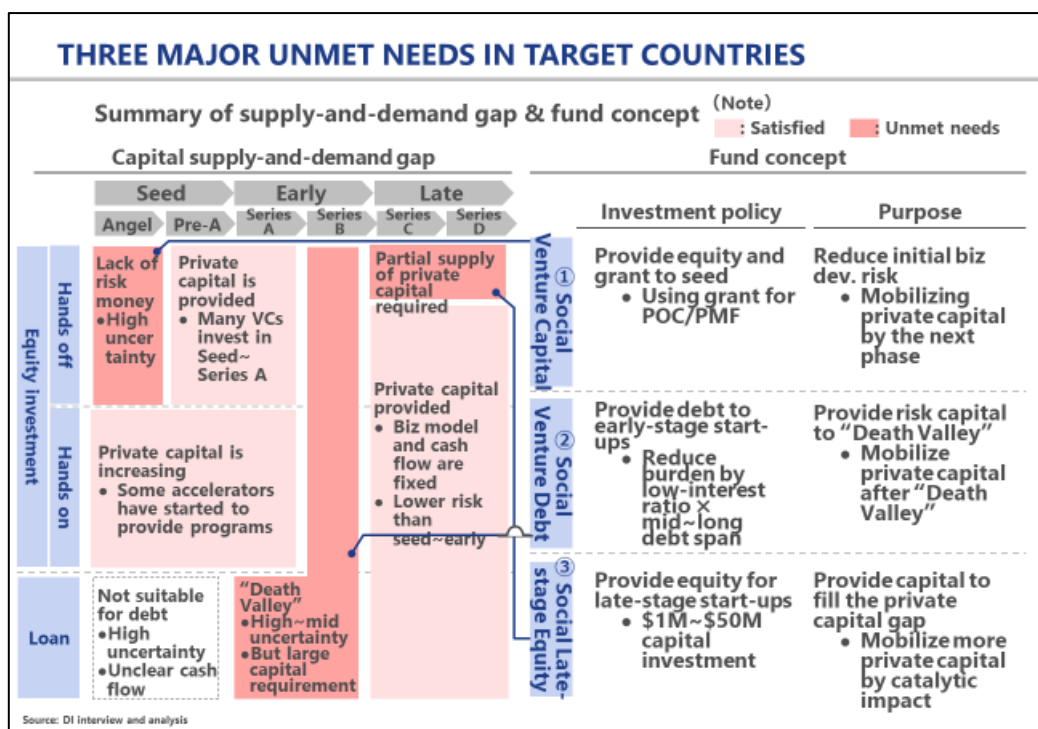 THREE MAJOR UNMET NEEDS IN TARGET COUNTRIES
Summary of supply-and-demand gap & fund concept
(Note)
: Satisfied
: Unmet needs
Capital supply-and-demand gap
Fund concept
Seed
Early
Late
Angel
Pre-A
Series
A
Series
B
Series
C
Series
D
Investment policy
Purpose
Equity investment
Hands off
Hands on
Loan
Lack of
risk
money
•High
uncer
tainty
Private
capital is
provided
• Many VCs
invest in
Seed~
Series A
Partial supply
of private
capital
required
Private capital
provided
• Biz model
and cash
flow are
fixed
• Lower risk
than
seed~early
Private capital is
increasing
• Some accelerators
have started to
provide programs
Not suitable
for debt
•High
uncertainty
•Unclear cash
flow
"Death
Valley"
•High~mid
uncertainty
•But large
capital
requirement
① Social
Venture Capital
Provide equity and
grant to seed
• Using grant for
POC/PMF
Reduce initial biz
dev. risk
• Mobilizing
private capital
by the next
phase
② Social
Venture Debt
Provide debt to
early-stage start-
ups
• Reduce
burden by
low-interest
ratio ×
mid~long
debt span
Provide risk capital
to "Death Valley"
• Mobilize
private capital
after "Death
Valley"
③ Social Late-
stage Equity
Provide equity for
late-stage start-ups
• $1M~$50M
capital
investment
Provide capital to
fill the private
capital gap
• Mobilize more
private capital
by catalytic
impact
Source: DI interview and analysis